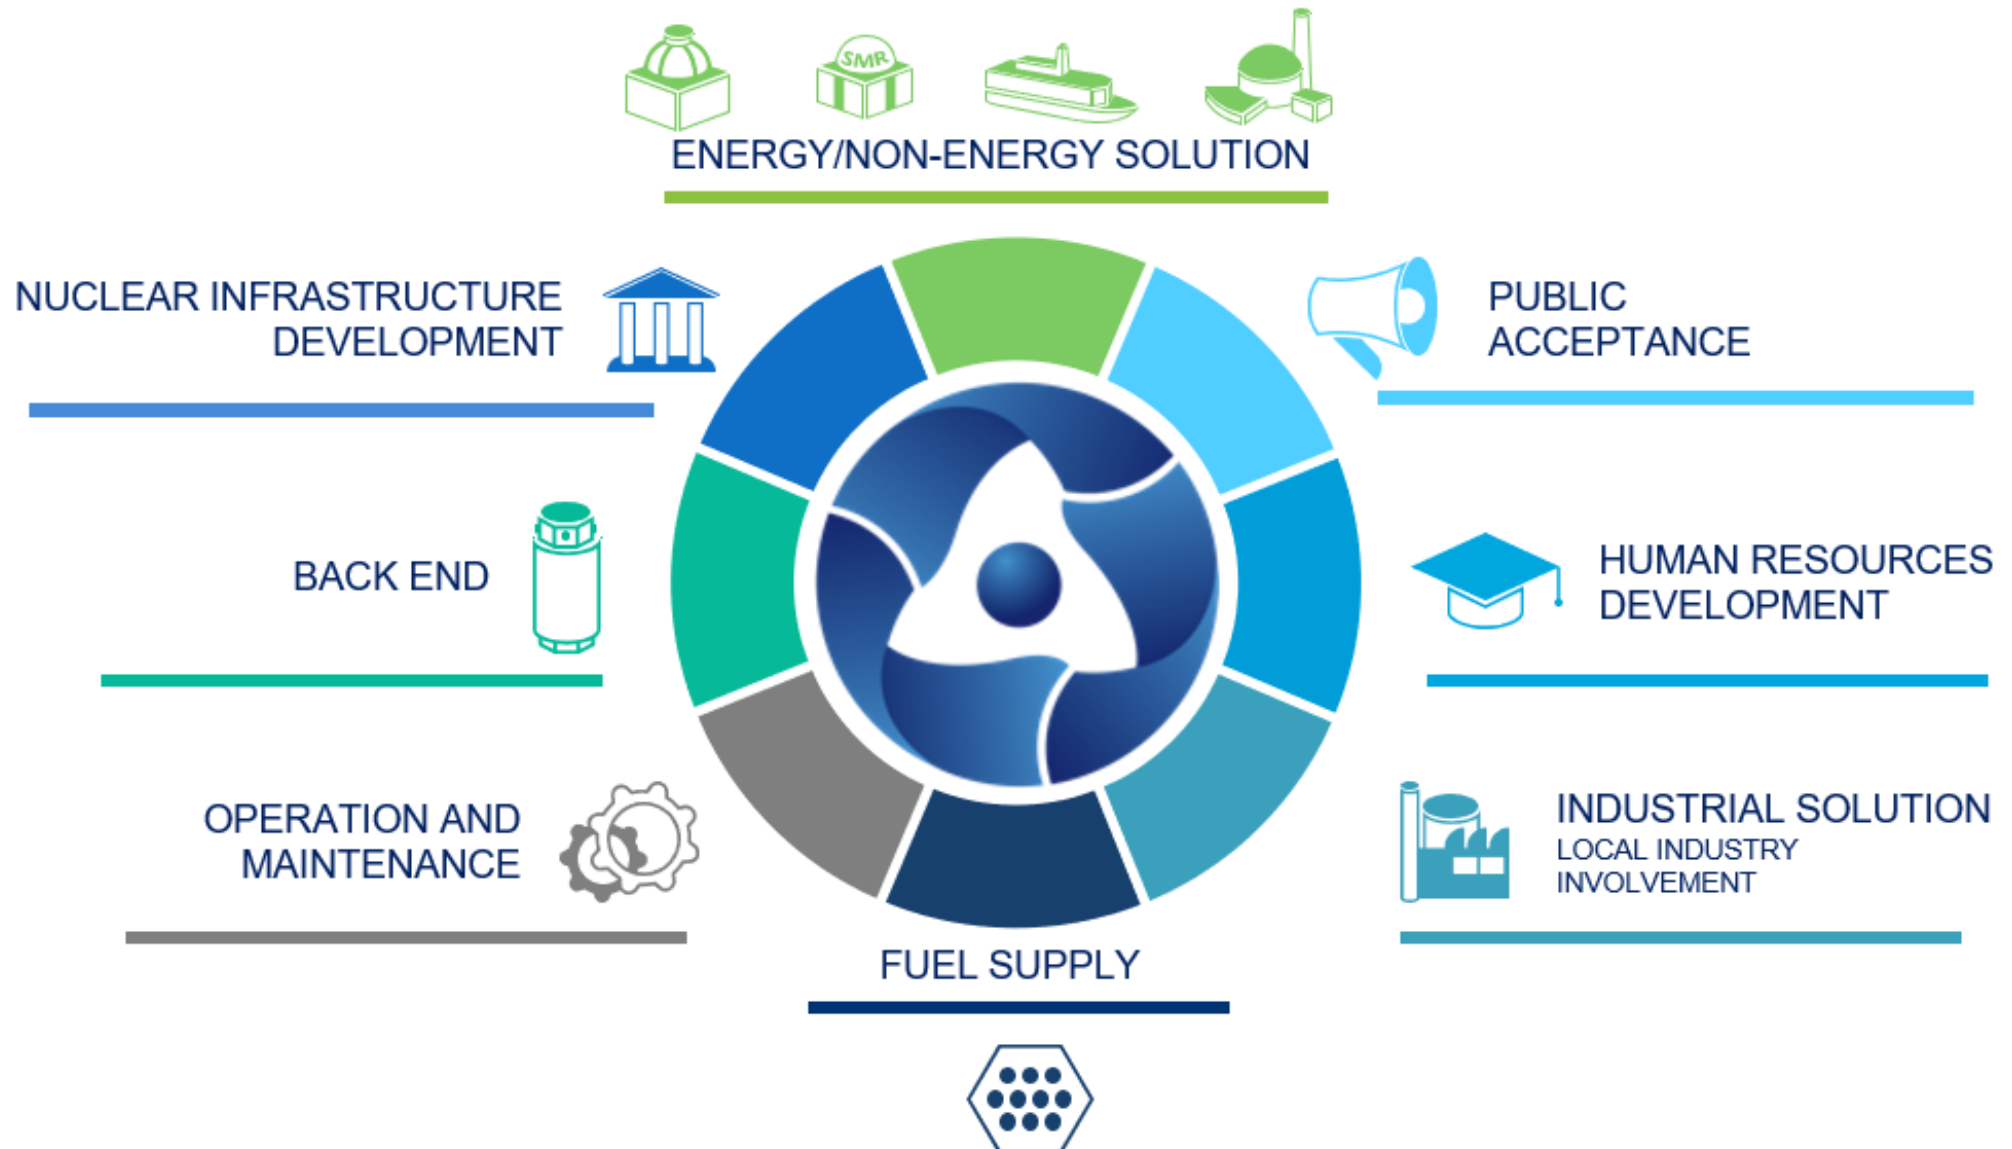 SMR
ENERGY/NON-ENERGY SOLUTION
NUCLEAR INFRASTRUCTURE
DEVELOPMENT
PUBLIC
ACCEPTANCE
BACK END
HUMAN RESOURCES
DEVELOPMENT
OPERATION AND
MAINTENANCE
INDUSTRIAL SOLUTION
LOCAL INDUSTRY
INVOLVEMENT
FUEL SUPPLY